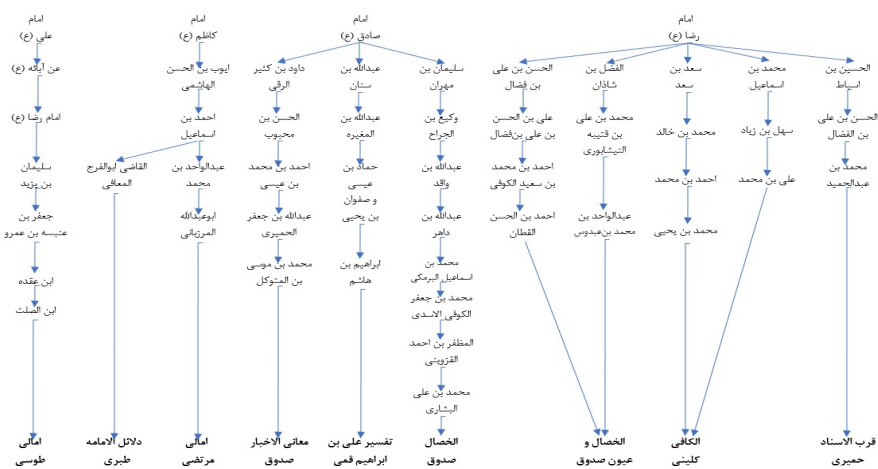 امام
رضا (ع)
الحسین بن
اسباط
الحسن بن علی
بن الفضال
محمد بن
عبدالحمید
قرب الاسناد
حمیری
محمد بن
اسماعیل
سهل بن زیاد
علی بن محمد
سعد بن
سعد
محمد بن خالد
احمد بن محمد
محمد بن یحیی
الکافی
کلینی
الفضل بن
شاذان
محمد بن علی
بن قتیبه
النیشابوری
عبدالواحد بن
محمد بن‌عبدوس
الحسن بن علی
بن فضال
علی بن الحسن
بن علی بن‌فضال
احمد بن محمد
بن سعید الکوفی
احمد بن الحسن
القطان
الخصال و
عیون صدوق
امام
صادق (ع)
سلیمان بن
مهران
وکیع بن
الجراح
عبدالله بن
واقد
عبدالله بن
داهر
محمد بن
اسماعیل البرمکی
محمد بن جعفر
الکوفی الاسدی
المظفر بن احمد
القزوینی
محمد بن علی
البشاری
الخصال
صدوق
عبدالله بن
سنان
عبدالله بن
المغیره
حماد بن
عیسی
و صفوان
بن یحیی
ابراهیم بن
هاشم
تفسیر علی بن
ابراهیم قمی
داود بن کثیر
الرقی
الحسن بن
محبوب
احمد بن محمد
بن عیسی
عبدالله بن جعفر
الحمیری
محمد بن موسی
بن المتوکل
معانی الاخبار
صدوق
امام
کاظم (ع)
ایوب بن الحسن
الهاشمی
احمد بن
اسماعیل
عبدالواحد بن
محمد
ابوعبدالله
المرزبانی
امالی
مرتضی
القاضی ابوالفرج
المعافی
دلائل الامامه
طبری
امام
علی (ع)
عن آبائه (ع)
امام رضا (ع)
سلیمان
بن یزید
جعفر بن
عنبسه بن عمرو
ابن عقده
ابن الصلت
امالی
طوسی